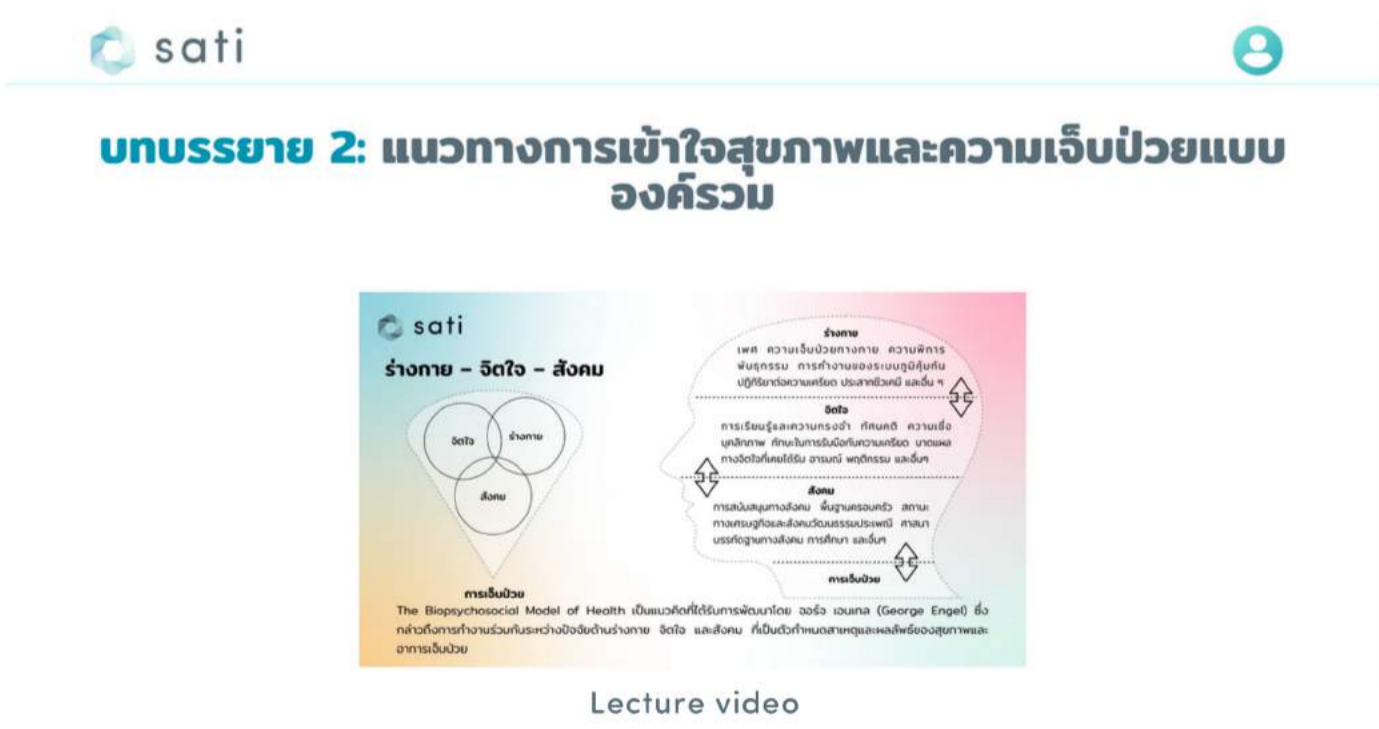 sati
บทบรรยาย 2: แนวทางการเข้าใจสุขภาพและความเจ็บป่วยแบบ
องค์รวม
sati
ร่างกาย – จิตใจ – สังคม
จิตใจ
ร่างกาย
สังคม
การเจ็บป่วย
ร่างกาย
เพศ ความเจ็บป่วยทางกาย ความพิการ
พันธุกรรม การทำงานของระบบภูมิคุ้มกัน
ปฏิกิริยาต่อความเครียด ประสาทชีวเคมี และอื่น ๆ
จิตใจ
การเรียนรู้และความทรงจำ ทัศนคติ ความเชื่อ
บุคลิกภาพ ทักษะในการรับมือกับความเครียด บาดแผล
ทางจิตใจที่เคยได้รับ อารมณ์ พฤติกรรม และอื่นๆ
สังคม
การสนับสนุนทางสังคม พื้นฐานครอบครัว สถานะ
ทางเศรษฐกิจและสังคมวัฒนธรรมประเพณี ศาสนา
บรรทัดฐานทางสังคม การศึกษา และอื่นๆ
การเจ็บป่วย
The Biopsychosocial Model of Health เป็นแนวคิดที่ได้รับการพัฒนาโดย จอร์จ เอนเกล (George Engel) ซึ่ง
กล่าวถึงการทำงานร่วมกันระหว่างปัจจัยด้านร่างกาย จิตใจ และสังคม ที่เป็นตัวกำหนดสาเหตุและผลลัพธ์ของสุขภาพและ
อาการเจ็บป่วย
Lecture video